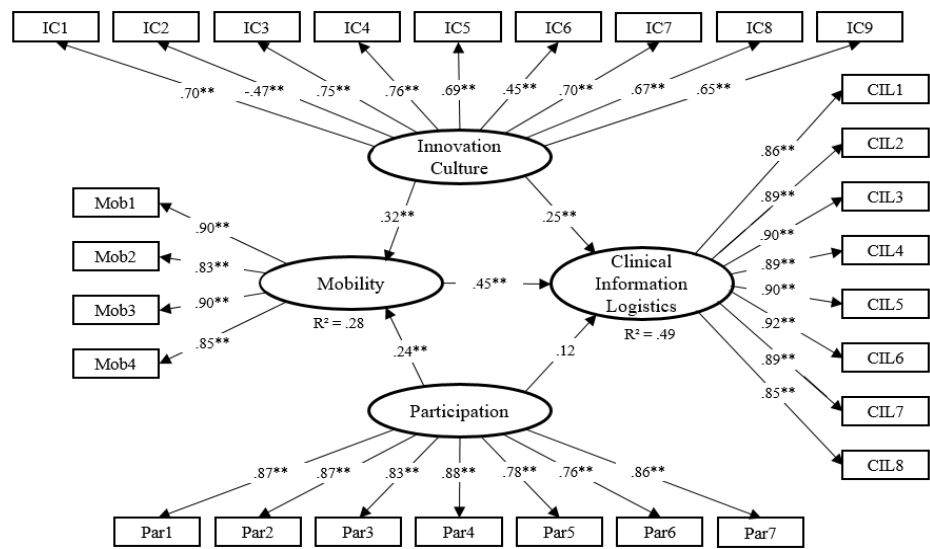 IC1 IC2 IC3 IC4 IC5 IC6 IC7 IC8 IC9
.70** -.47** .75** .76** .69** .45** .70** .67** .65**
Innovation
Culture
CIL1
CIL2
CIL3
CIL4
CIL5
CIL6
CIL7
CIL8
.86**
.89**
.90**
.89**
.90**
.92**
.89**
.85**
Mob1
Mob2
Mob3
Mob4
.90**
.83**
.90**
.85**
.32**
.25**
Mobility
R² = .28
.45**
Clinical
Information
Logistics
R² = .49
.24**
.12
Participation
.87** .87** .83** .88** .78** .76** .86**
Par1 Par2 Par3 Par4 Par5 Par6 Par7